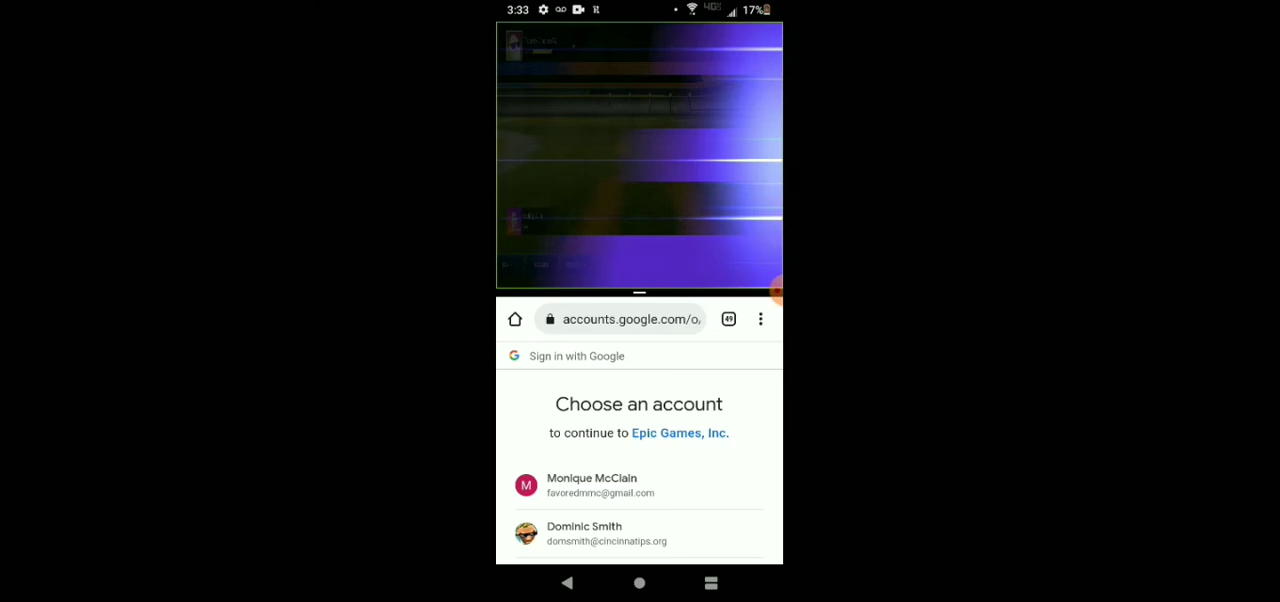 3:33
4G
17%
accounts.google.com/o/
49
G Sign in with Google
Choose an account
to continue to Epic Games, Inc.
M
Monique McClain
favoredmmc@gmail.com
Dominic Smith
domsmith@cincinnatips.org